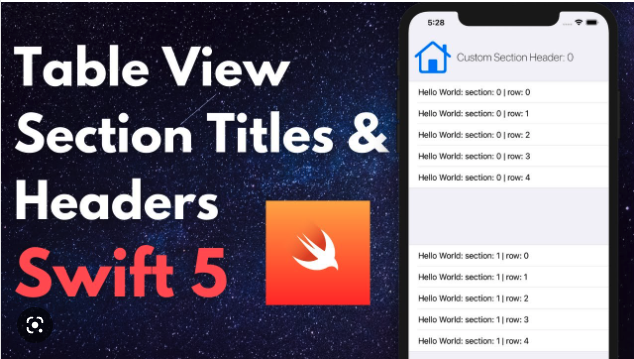 Table View
Section Titles &
Headers
Swift 5
5:28
Custom Section Header: 0
Hello World: section: 0 | row: 0
Hello World: section: 0 | row: 1
Hello World: section: 0 | row: 2
Hello World: section: 0 | row: 3
Hello World: section: 0 | row: 4
Hello World: section: 1 | row: 0
Hello World: section: 1 | row: 1
Hello World: section: 1 | row: 2
Hello World: section: 1 | row: 3
Hello World: section: 1 | row: 4